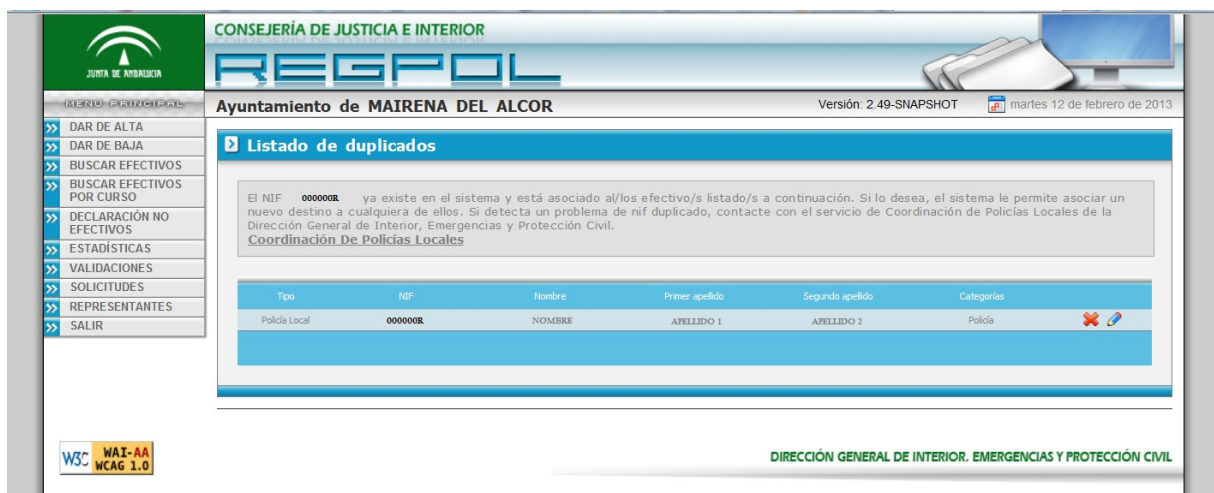 CONSEJERÍA DE JUSTICIA E INTERIOR
JUNTA DE ANDALUCIA
REGPOL
MENU PRINCIPAL
Ayuntamiento de MAIRENA DEL ALCOR
Versión: 2.49-SNAPSHOT
martes 12 de febrero de 2013
DAR DE ALTA
DAR DE BAJA
BUSCAR EFECTIVOS
BUSCAR EFECTIVOS
POR CURSO
DECLARACIÓN NO
EFECTIVOS
ESTADÍSTICAS
VALIDACIONES
SOLICITUDES
REPRESENTANTES
SALIR
Listado de duplicados
El NIF 000000R ya existe en el sistema y está asociado al/los efectivo/s listado/s a continuación. Si lo desea, el sistema le permite asociar un
nuevo destino a cualquiera de ellos. Si detecta un problema de nif duplicado, contacte con el servicio de Coordinación de Policías Locales de la
Dirección General de Interior, Emergencias y Protección Civil.
Coordinación De Policías Locales
Tipo NIF Nombre Primer apellido Segundo apellido Categorías
Policía Local 000000R NOMBRE APELLIDO 1 APELLIDO 2 Policía
W3C WAI-AA
WCAG 1.0
DIRECCIÓN GENERAL DE INTERIOR. EMERGENCIAS Y PROTECCIÓN CIVIL